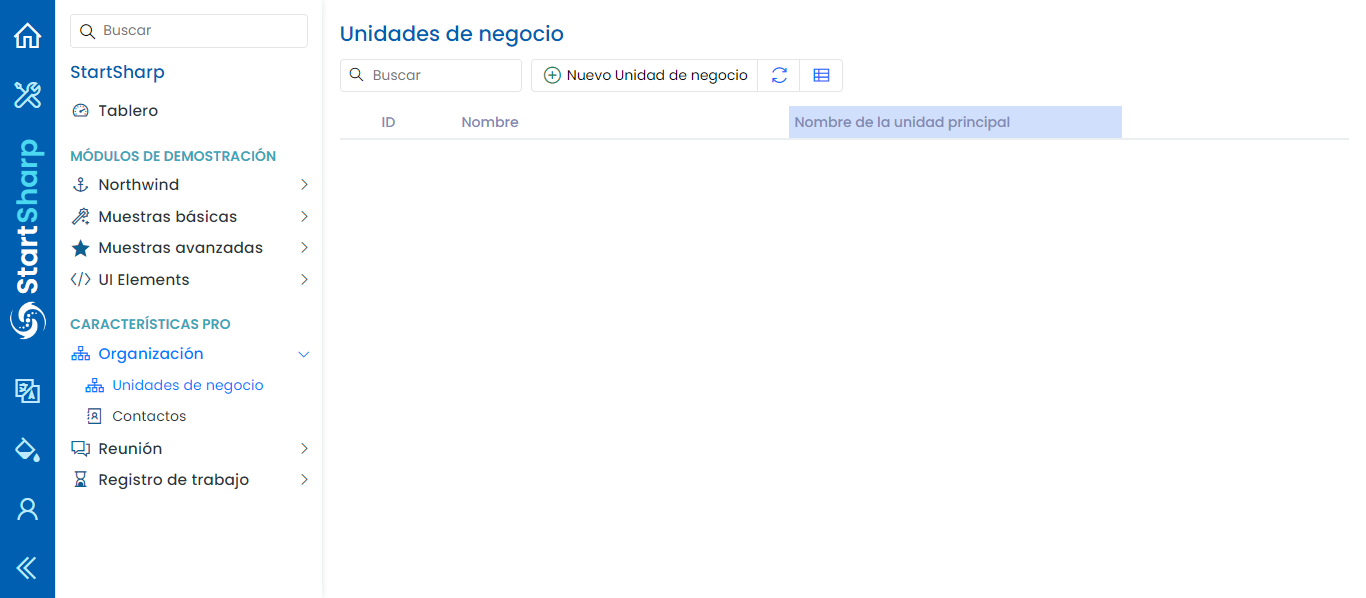 StartSharp
Buscar
StartSharp
Tablero
MÓDULOS DE DEMOSTRACIÓN
Northwind
Muestras básicas
Muestras avanzadas
UI Elements
CARACTERÍSTICAS PRO
Organización
Unidades de negocio
Contactos
Reunión
Registro de trabajo
Unidades de negocio
Buscar
Nuevo Unidad de negocio
ID Nombre Nombre de la unidad principal